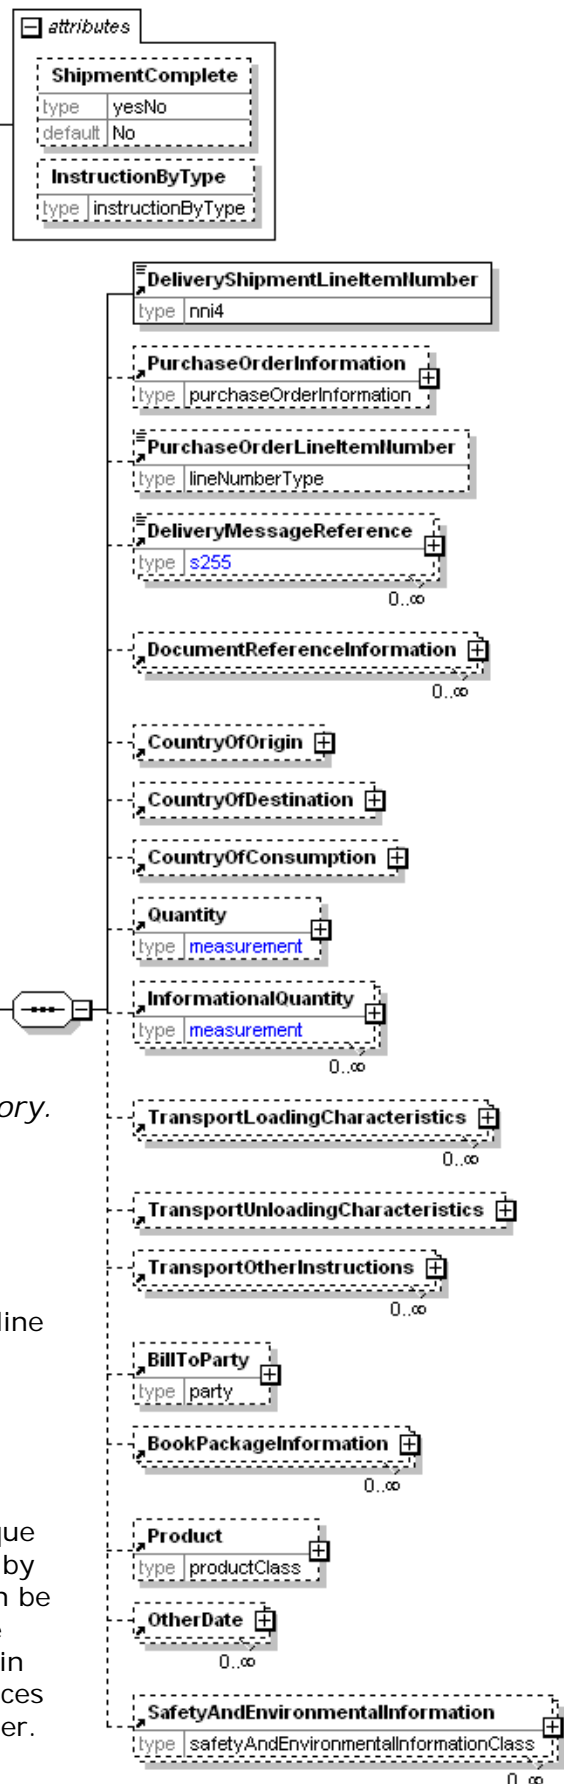 attributes
ShipmentComplete
type yesNo
default No
InstructionByType
type instructionByType
DeliveryShipmentLineItemNumber
type nni4
PurchaseOrderInformation
type purchaseOrderInformation
PurchaseOrderLineItemNumber
type lineNumberType
DeliveryMessageReference
type s255
0..∞
DocumentReferenceInformation
0..∞
CountryOfOrigin
CountryOfDestination
CountryOfConsumption
Quantity
type measurement
InformationalQuantity
type measurement
0..∞
ory.
TransportLoadingCharacteristics
0..∞
TransportUnloadingCharacteristics
TransportOtherInstructions
0..∞
line
BillToParty
type party
BookPackageInformation
0..∞
que
Product
by
type productClass
n be
OtherDate
e
in
0..∞
ces
SafetyAndEnvironmentalInformation
er.
type safetyAndEnvironmentalInformationClass
0..∞